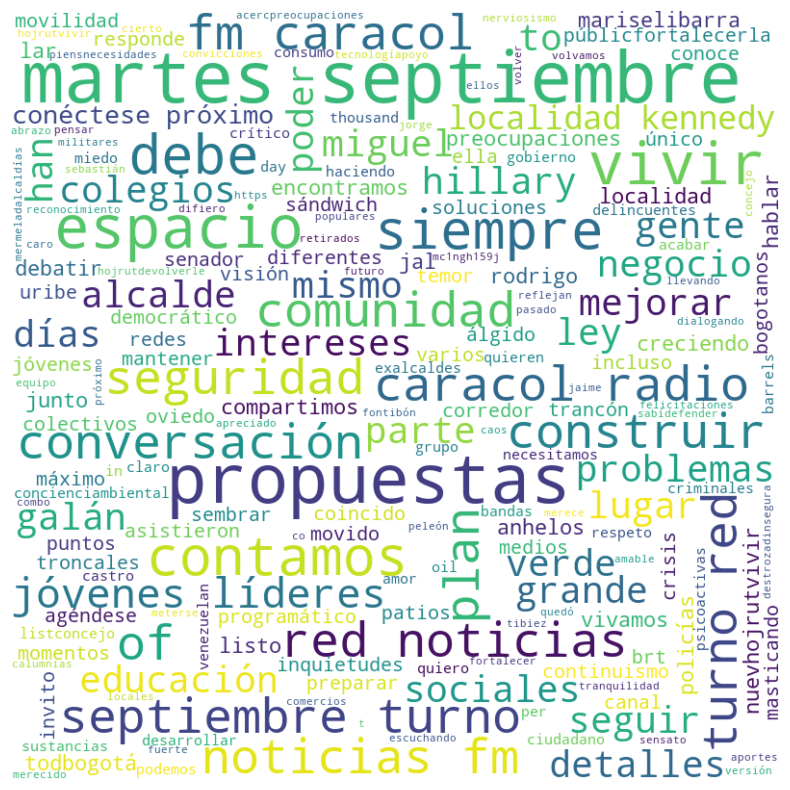 acercpreocupaciones
nerviosismo
movilidad
fm caracol
to
mariselibarra
hojrutvivir
cierto
responde
públicfortalecerla
lar
piensnecesidades
convicciones
consumo
tecnologíapoyo
volver
volvamos
conoce
martes septiembre
ellos
conéctese próximo
poder
thousand
jorge
localidad kennedy
abrazo
pensar
crítico
miguel
preocupaciones
único
militares
miedo
day
ella
gobierno
han
debe
vivir
sebastián
haciendo
encontramos
hillary
concejo
mermeladalcaldías
colegios
https
sándwich
soluciones
localidad
delincuentes
hablar
reconocimiento
populares
espacio
siempre
gente
caro
retirados
mc1ngh159j
acabar
hojrutdevolverle
senador
diferentes
jal
llevando
debatir
visión
temor
rodrigo
negocio
bogotanos
uribe
alcalde
mismo
futuro
reflejan
pasado
mejorar
democrático
comunidad
dialogando
días
redes
álgido
ley
creciendo
intereses
jóvenes
mantener
varios
quieren
incluso
barrels
equipo
próximo
seguridad
exalcaldes
caracol radio
jaime
junto
compartimos
fontibón
corredor
trancón
felicitaciones
sabidefender
colectivos
oviedo
apreciado
caos
conversación
parte
construir
grupo
necesitamos
máximo
in
claro
propuestas
problemas
concienciambiental
bandas
criminales
combo
co
peleón
merece
galán
sembrar
coincido
anhelos
lugar
asistieron
movido
respeto
puntos
medios
destrozadinsegura
troncales
contamos
plan
verde
amable
crisis
castro
amor
oil
psicoactivas
turno red
jóvenes líderes
patios
grande
agéndese
tibiez
meterse
programático
quedó
vivamos
listconcejo
of
venezuelan
red noticias
policías
nuevhojrutvivir
masticando
momentos
listo
brt
calumnias
inquietudes
quiero
fortalecer
continuismo
educación
preparar
tranquilidad
invito
sociales
canal
locales
comercios
t
per
septiembre turno
seguir
escuchando
sensato
sustancias
desarrollar
fuerte
ciudadano
aportes
todbogotá
podemos
noticias fm
detalles
merecido
versión